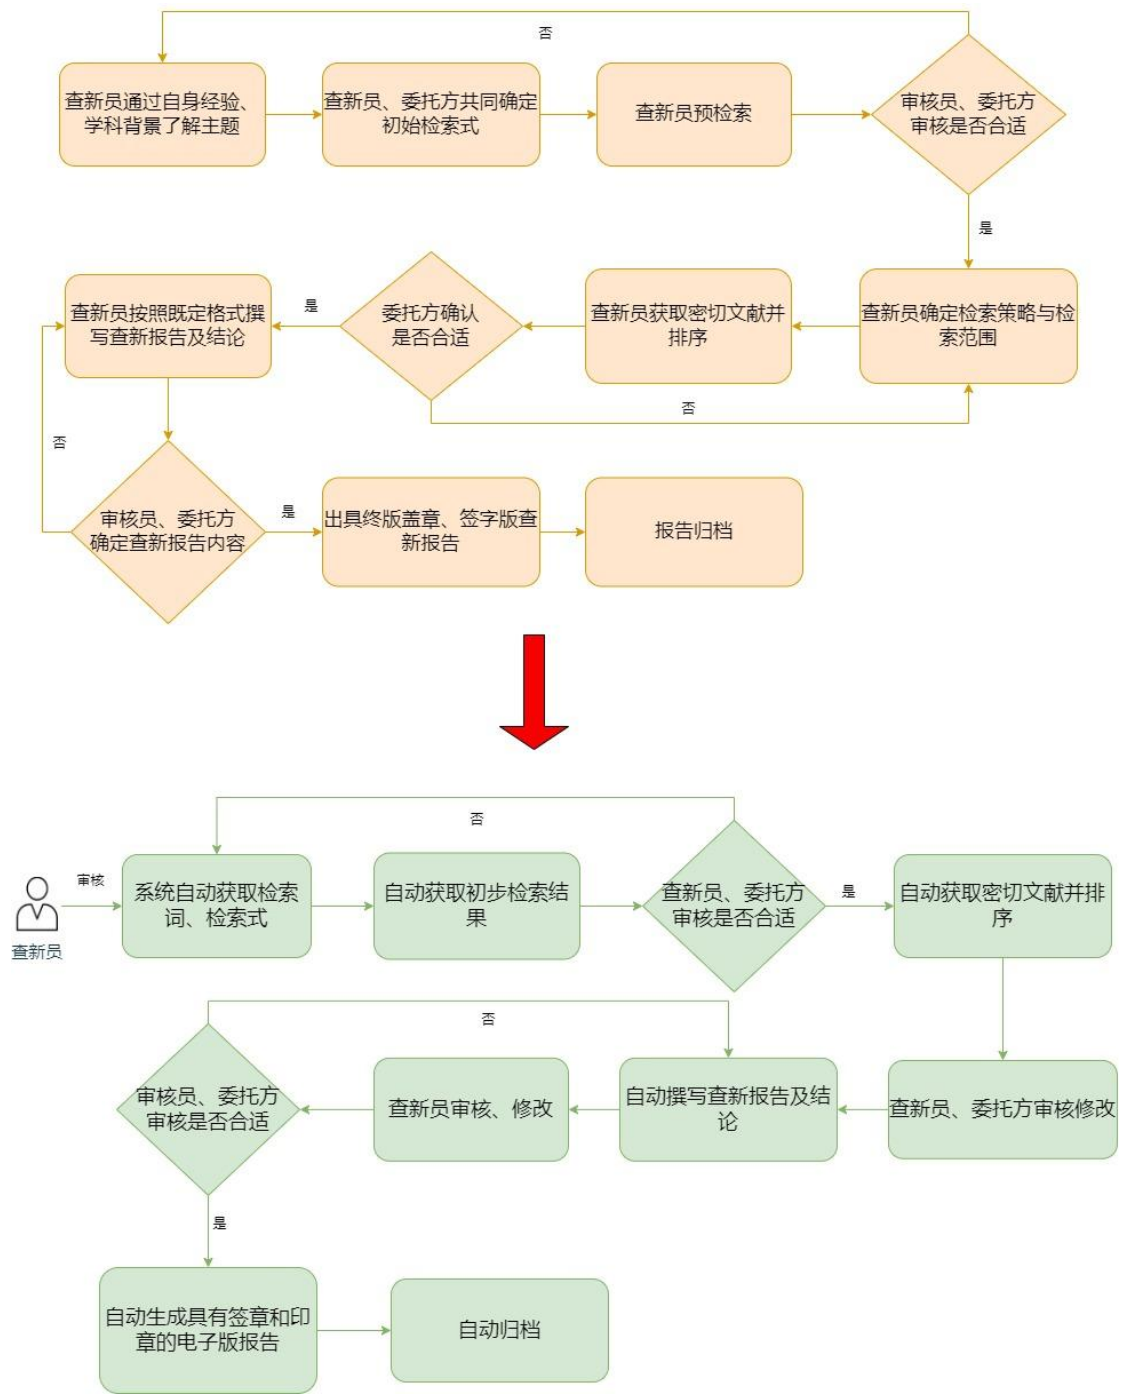 否
查新员通过自身经验、
学科背景了解主题
查新员、委托方共同确定
初始检索式
查新员预检索
审核员、委托方
审核是否合适
是
查新员按照既定格式撰
写查新报告及结论
是
委托方确认
是否合适
查新员获取密切文献并
排序
查新员确定检索策略与检
索范围
否
否
审核员、委托方
确定查新报告内容
是
出具终版盖章、签字版查
新报告
报告归档
否
审核
查新员
系统自动获取检索
词、检索式
自动获取初步检索结
果
查新员、委托方
审核是否合适
是
自动获取密切文献并排
序
否
审核员、委托方
审核是否合适
查新员审核、修改
自动撰写查新报告及结
论
查新员、委托方审核修改
是
自动生成具有签章和印
章的电子版报告
自动归档